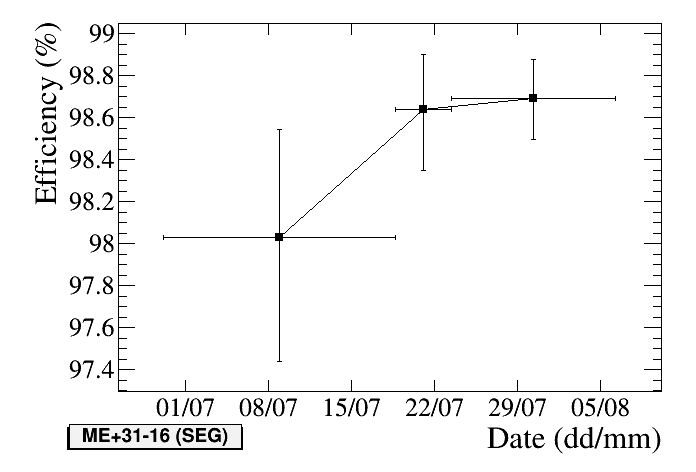 Efficiency (%)
99
98.8
98.6
98.4
98.2
98
97.8
97.6
97.4
01/07 08/07 15/07 22/07 29/07 05/08
ME+31-16 (SEG)
Date (dd/mm)